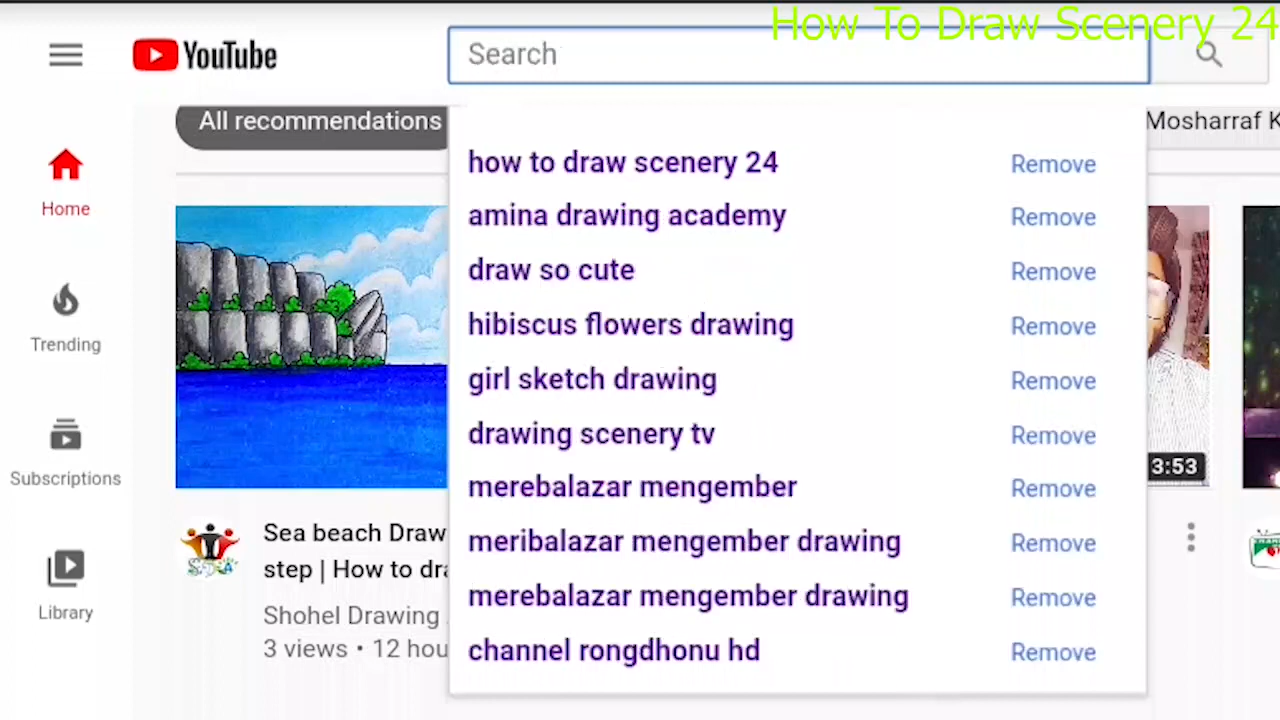 How To Draw Scenery 24
YouTube
Search
All recommendations
Mosharraf K
how to draw scenery 24 Remove
amina drawing academy Remove
draw so cute Remove
hibiscus flowers drawing Remove
girl sketch drawing Remove
drawing scenery tv Remove
merebalazar mengember Remove
meribalazar mengember drawing Remove
merebalazar mengember drawing Remove
channel rongdhonu hd Remove
Home
Trending
Subscriptions
Library
3:53
Sea beach Draw
step | How to dra
Shohel Drawing
3 views • 12 hou